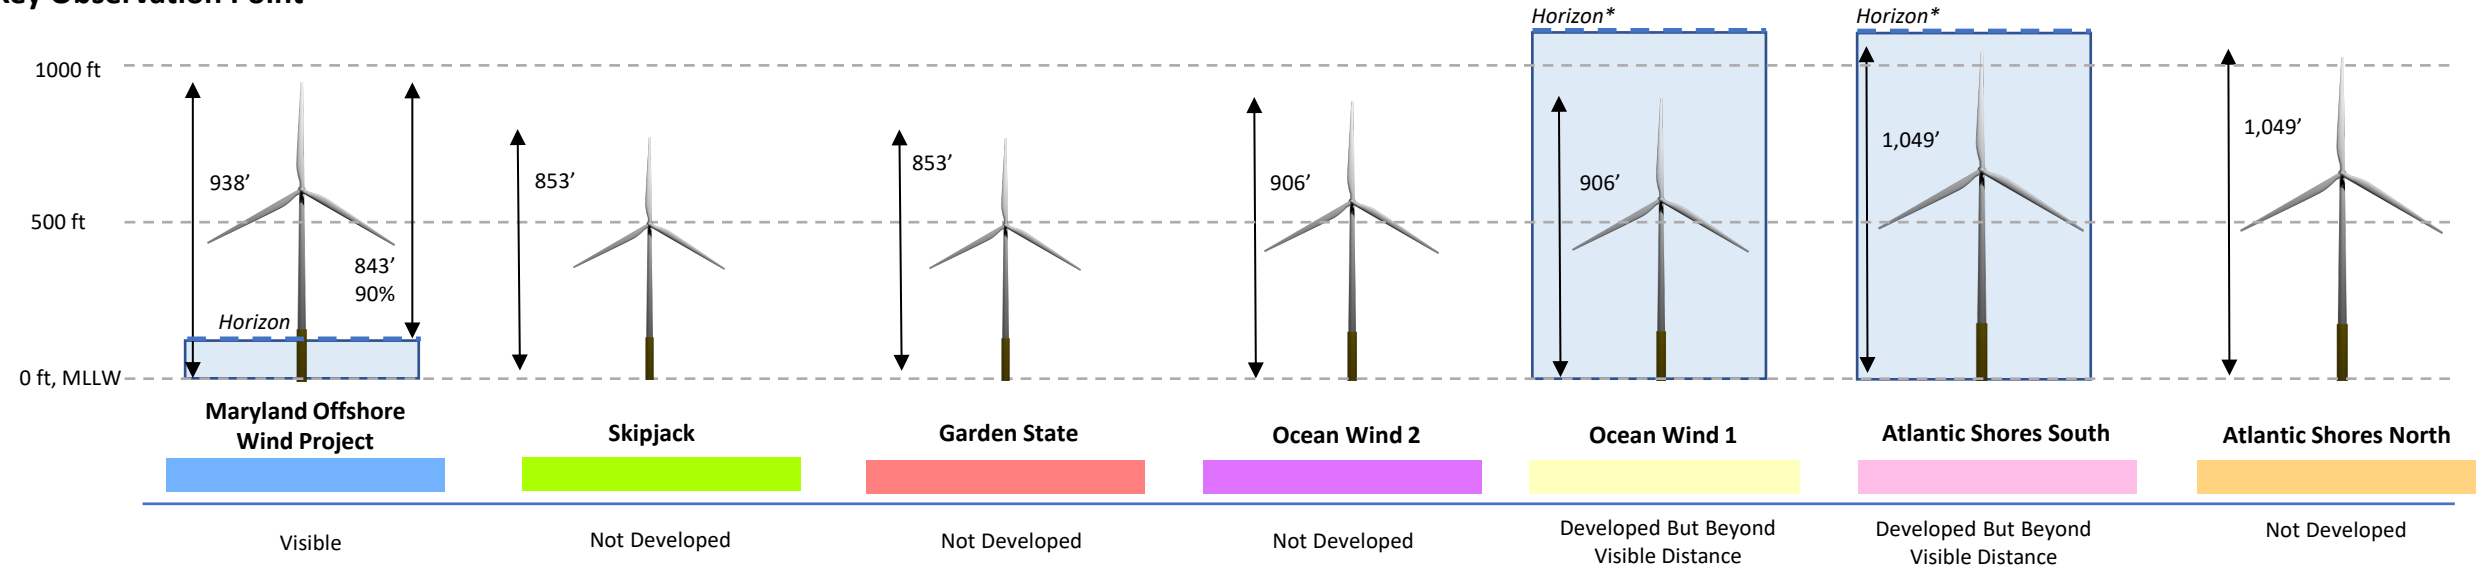 Key Observation Point
Horizon*
Horizon*
1000 ft
500 ft
0 ft, MLLW
938’
843’
90%
Horizon
853’
853’
906’
906’
1,049’
1,049’
Maryland Offshore
Wind Project
Skipjack
Garden State
Ocean Wind 2
Ocean Wind 1
Atlantic Shores South
Atlantic Shores North
Visible
Not Developed
Not Developed
Not Developed
Developed But Beyond
Visible Distance
Developed But Beyond
Visible Distance
Not Developed